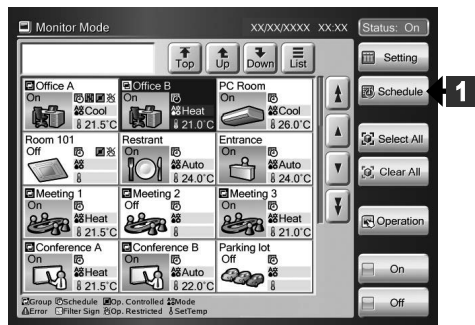 Monitor Mode
XX/XX/XXXX XX:XX
Status: On
Top
Up
Down
List
Setting
Schedule
1
Select All
Clear All
Operation
On
Off
Office A
On
Cool
21.5°C
Office B
On
Heat
21.0°C
PC Room
On
Cool
26.0°C
Room 101
Off
Restrant
On
Auto
24.0°C
Entrance
On
Auto
24.0°C
Meeting 1
On
Heat
21.5°C
Meeting 2
Off
Meeting 3
On
Heat
21.0°C
Conference A
On
Heat
21.5°C
Conference B
On
Auto
22.0°C
Parking lot
Off
Group Schedule Op. Controlled Mode
Error Filter Sign Op. Restricted SetTemp